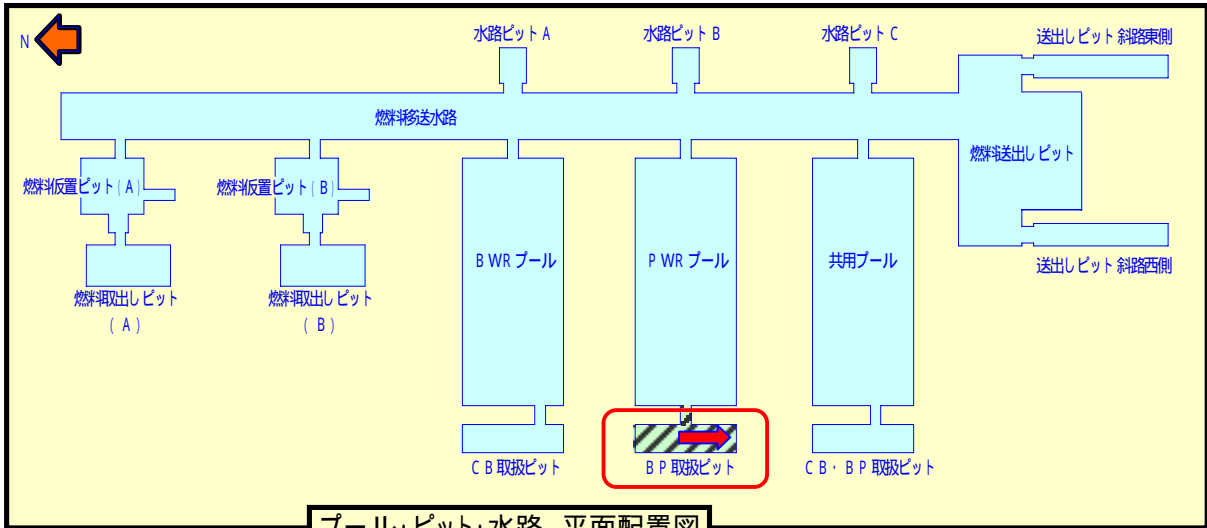 N
水路ピット A
水路ピット B
水路ピット C
送出しピット 斜路東側
燃料移送水路
燃料送出しピット
燃料仮置ピット(A)
燃料仮置ピット(B)
BWR プール
PWR プール
共用プール
送出しピット 斜路西側
燃料取出しピット
(A)
燃料取出しピット
(B)
CB取扱ピット
BP取扱ピット
CB・BP取扱ピット
プール・ピット・水路 平面配置図